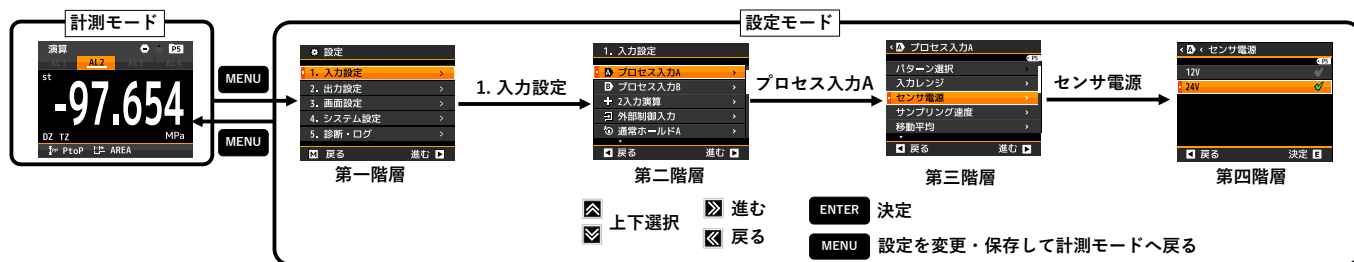 計測モード
演算 P5
AL1 AL2 AL3 AL4
st
-97.654
DZ TZ MPa
PtoP AREA
MENU
MENU
設定モード
設定
1. 入力設定 >
2. 出力設定 >
3. 画面設定 >
4. システム設定 >
5. 診断・ログ >
M 戻る 進む
第一階層
1. 入力設定
1. 入力設定
A プロセス入力A >
B プロセス入力B >
2入力演算 >
外部制御入力 >
通常ホールドA >
戻る 進む
第二階層
プロセス入力A
< A プロセス入力A
P5
パターン選択 >
入力レンジ >
センサ電源 >
サンプリング速度 >
移動平均 >
戻る 進む
第三階層
センサ電源
< A < センサ電源
P5
12V
24V
戻る 決定 E
第四階層
上下選択
進む
戻る
ENTER 決定
MENU 設定を変更・保存して計測モードへ戻る